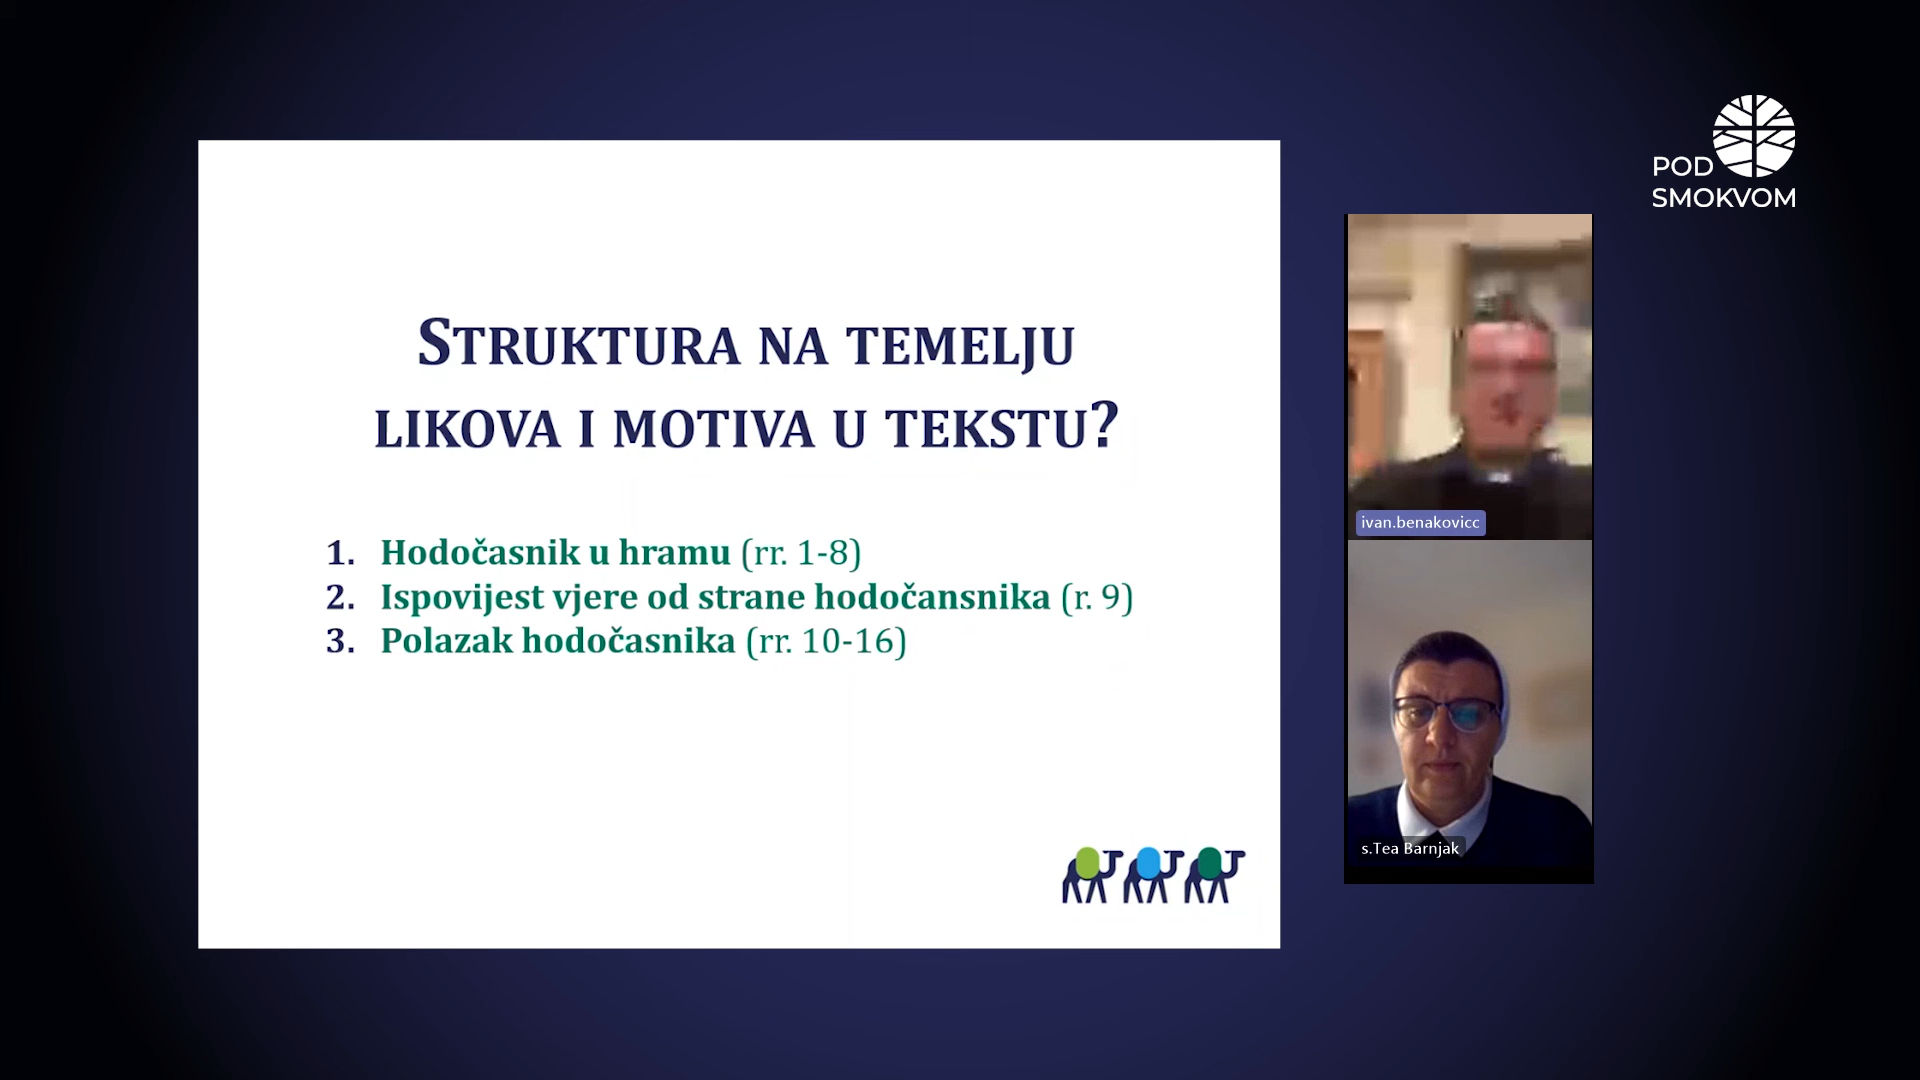 STRUKTURA NA TEMELJU
LIKOVA I MOTIVA U TEKSTU?
1. Hodočasnik u hramu (rr. 1-8)
2. Ispovijest vjere od strane hodočansnika (r. 9)
3. Polazak hodočasnika (rr. 10-16)
POD
SMOKVOM
ivan.benakovicc
s.Tea Barnjak